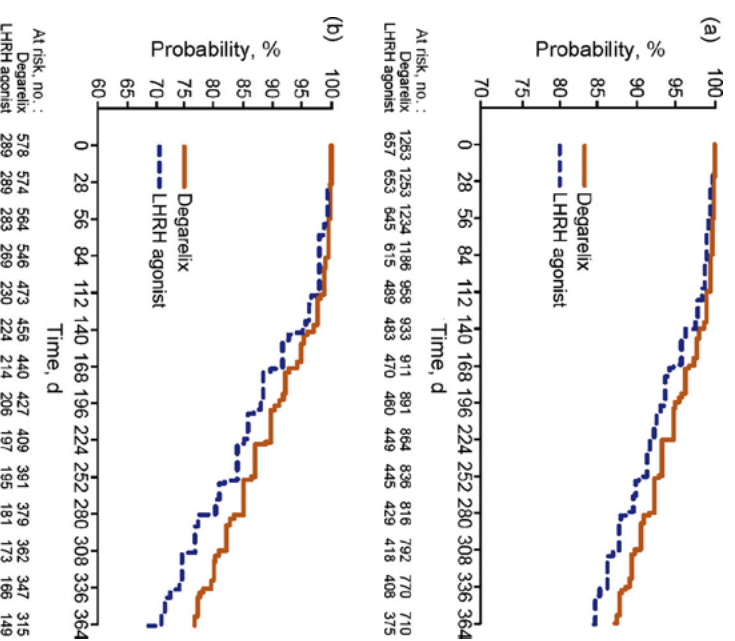 (a)
Probability, %
100
95
90
85
80
75
70
Degarelix
LHRH agonist
0 28 56 84 112 140 168 196 224 252 280 308 336 364
Time, d
At risk, no. :
Degarelix 1263 1253 1234 1186 958 933 911 891 864 836 816 792 770 710
LHRH agonist 657 653 645 615 489 483 470 460 449 445 429 418 408 375
(b)
Probability, %
100
95
90
85
80
75
70
65
60
Degarelix
LHRH agonist
0 28 56 84 112 140 168 196 224 252 280 308 336 364
Time, d
At risk, no. :
Degarelix 578 574 564 546 473 456 440 427 409 391 379 362 347 315
LHRH agonist 289 289 283 269 230 224 214 206 197 195 181 173 166 149